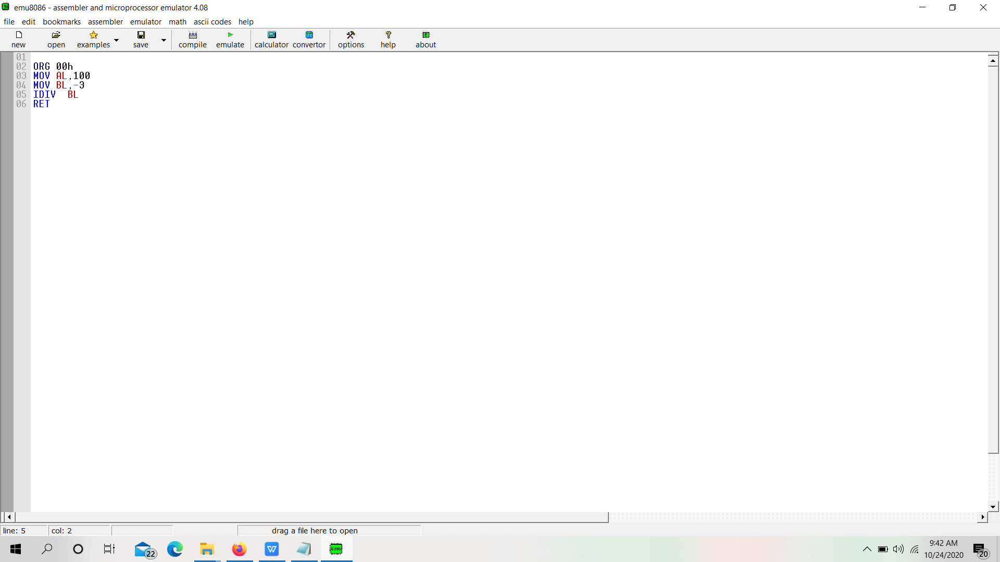 emu8086 - assembler and microprocessor emulator 4.08
file edit bookmarks assembler emulator math ascii codes help
new open examples save compile emulate calculator convertor options help about
01
02 ORG 00h
03 MOV AL,100
04 MOV BL,-3
05 IDIV  BL
06 RET
line: 5 col: 2 drag a file here to open
22 W 8086 9:42 AM
10/24/2020 20